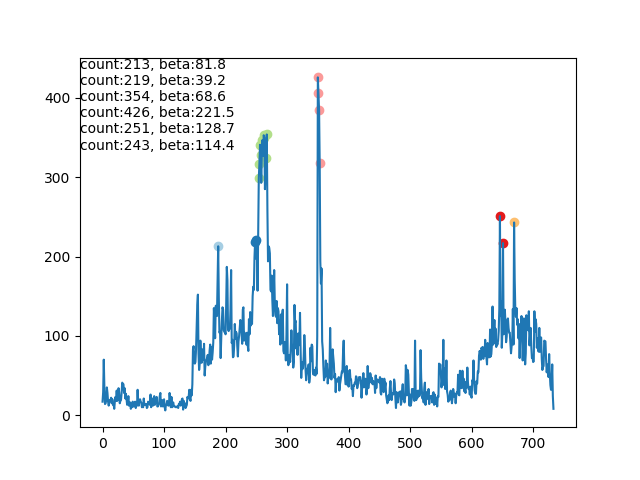 count:213, beta:81.8
count:219, beta:39.2
400
count:354, beta:68.6
count:426, beta:221.5
count:251, beta:128.7
count:243, beta:114.4
300
200
100
0
0 100 200 300 400 500 600 700